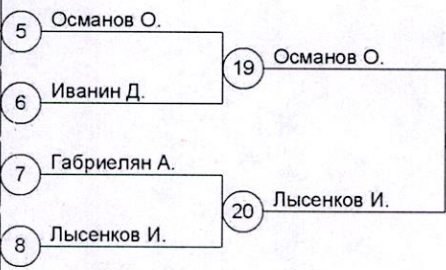 5 Османов О.
19 Османов О.
6 Иванин Д.
7 Габриелян А.
20 Лысенков И.
8 Лысенков И.